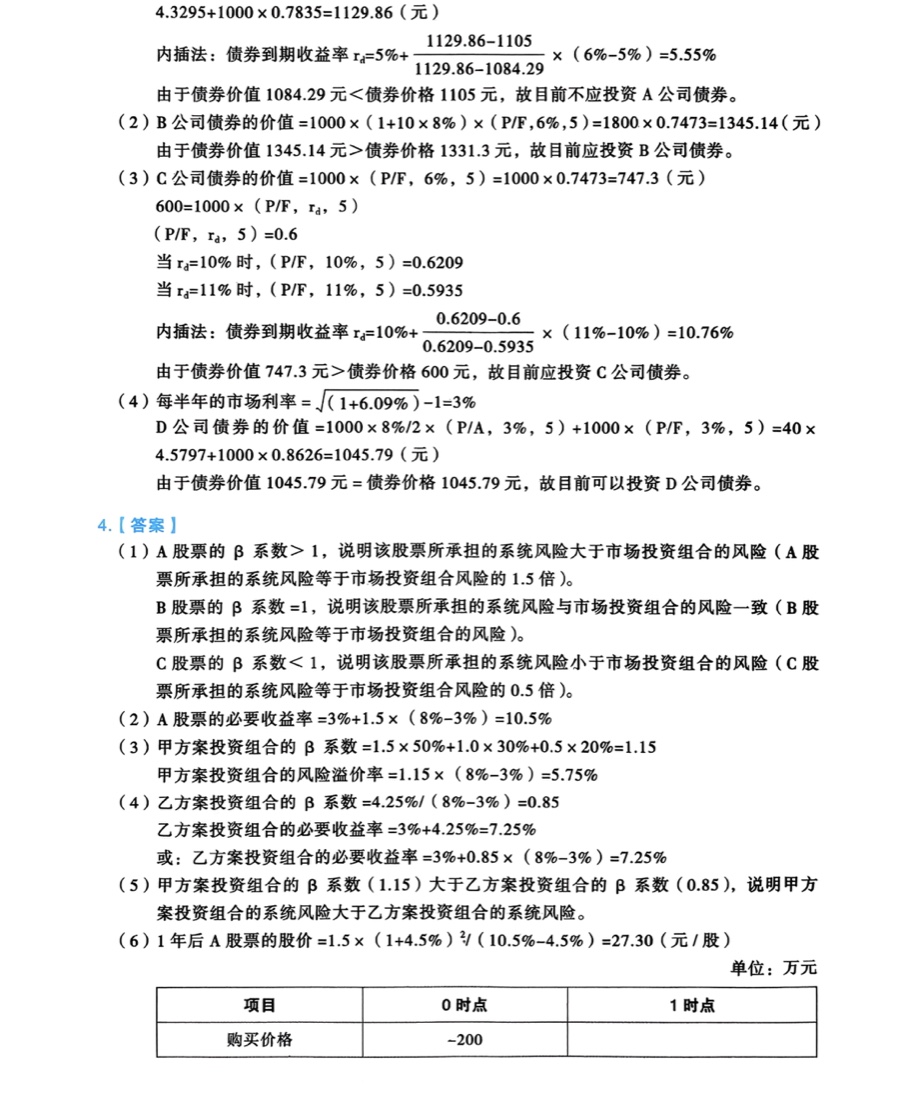 4.3295+1000×0.7835=1129.86(元)
内插法：债券到期收益率 rd=5%+ (1129.86-1105)/(1129.86-1084.29) ×(6%-5%)=5.55%
由于债券价值 1084.29 元＜债券价格 1105 元，故目前不应投资 A 公司债券。
(2) B 公司债券的价值 =1000×(1+10×8%)×(P/F,6%,5)=1800×0.7473=1345.14(元)
由于债券价值 1345.14 元＞债券价格 1331.3 元，故目前应投资 B 公司债券。
(3) C 公司债券的价值 =1000×(P/F，6%，5)=1000×0.7473=747.3(元)
600=1000×(P/F，rd，5)
(P/F，rd，5)=0.6
当 rd=10% 时，(P/F，10%，5)=0.6209
当 rd=11% 时，(P/F，11%，5)=0.5935
内插法：债券到期收益率 rd=10%+ (0.6209-0.6)/(0.6209-0.5935) ×(11%-10%)=10.76%
由于债券价值 747.3 元＞债券价格 600 元，故目前应投资 C 公司债券。
(4) 每半年的市场利率 =√(1+6.09%)-1=3%
D 公司债券的价值 =1000×8%/2×(P/A，3%，5)+1000×(P/F，3%，5)=40×
4.5797+1000×0.8626=1045.79(元)
由于债券价值 1045.79 元 = 债券价格 1045.79 元，故目前可以投资 D 公司债券。
4.【答案】
(1) A 股票的 β 系数＞1，说明该股票所承担的系统风险大于市场投资组合的风险(A 股
票所承担的系统风险等于市场投资组合风险的 1.5 倍)。
B 股票的 β 系数 =1，说明该股票所承担的系统风险与市场投资组合的风险一致(B 股
票所承担的系统风险等于市场投资组合的风险)。
C 股票的 β 系数＜1，说明该股票所承担的系统风险小于市场投资组合的风险(C 股
票所承担的系统风险等于市场投资组合风险的 0.5 倍)。
(2) A 股票的必要收益率 =3%+1.5×(8%-3%)=10.5%
(3) 甲方案投资组合的 β 系数 =1.5×50%+1.0×30%+0.5×20%=1.15
甲方案投资组合的风险溢价率 =1.15×(8%-3%)=5.75%
(4) 乙方案投资组合的 β 系数 =4.25%/(8%-3%)=0.85
乙方案投资组合的必要收益率 =3%+4.25%=7.25%
或：乙方案投资组合的必要收益率 =3%+0.85×(8%-3%)=7.25%
(5) 甲方案投资组合的 β 系数(1.15)大于乙方案投资组合的 β 系数(0.85)，说明甲方
案投资组合的系统风险大于乙方案投资组合的系统风险。
(6) 1 年后 A 股票的股价 =1.5×(1+4.5%)²/(10.5%-4.5%)=27.30(元 / 股)
单位：万元
项目 0 时点 1 时点
购买价格 -200